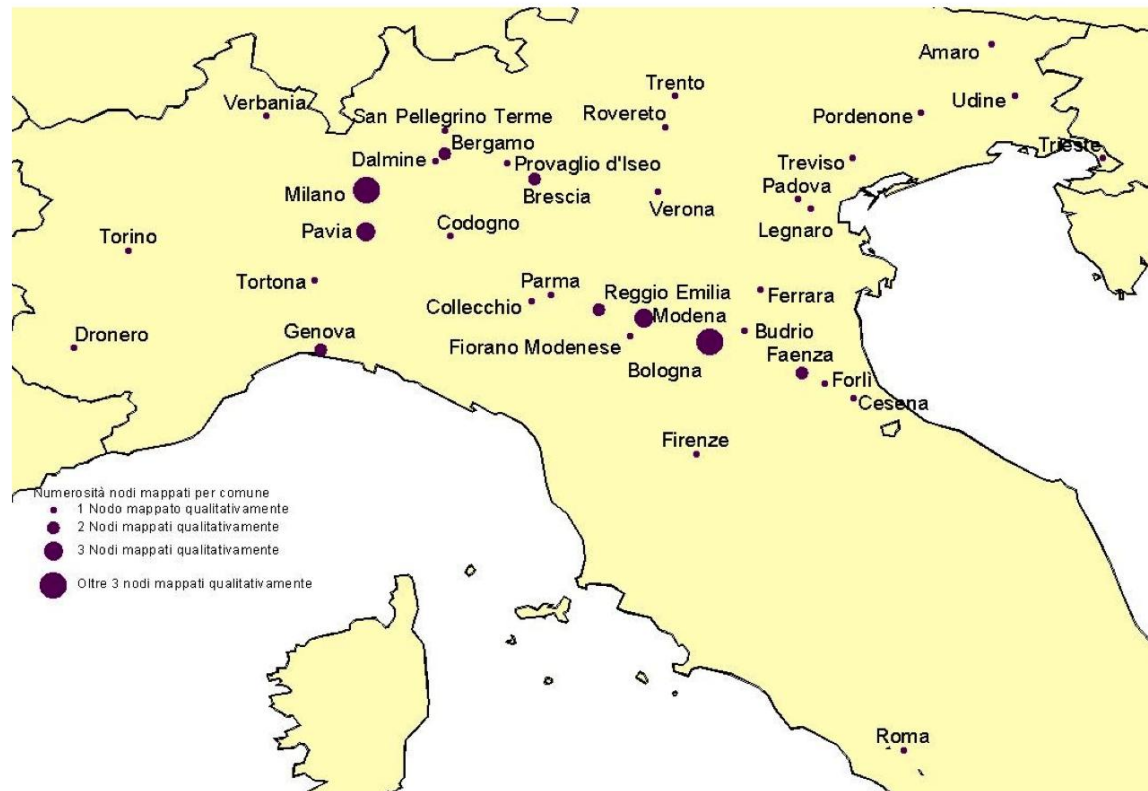 Amaro
Trento
Verbania
Udine
San Pellegrino Terme
Rovereto
Pordenone
Bergamo
Trieste
Dalmine
Provaglio d'Iseo
Treviso
Milano
Padova
Brescia
Verona
Codogno
Pavia
Legnaro
Torino
Tortona
Parma
Reggio Emilia
Ferrara
Collecchio
Modena
Dronero
Genova
Budrio
Fiorano Modenese
Faenza
Bologna
Forlì
Cesena
Firenze
Numerosità nodi mappati per comune
1 Nodo mappato qualitativamente
2 Nodi mappati qualitativamente
3 Nodi mappati qualitativamente
Oltre 3 nodi mappati qualitativamente
Roma